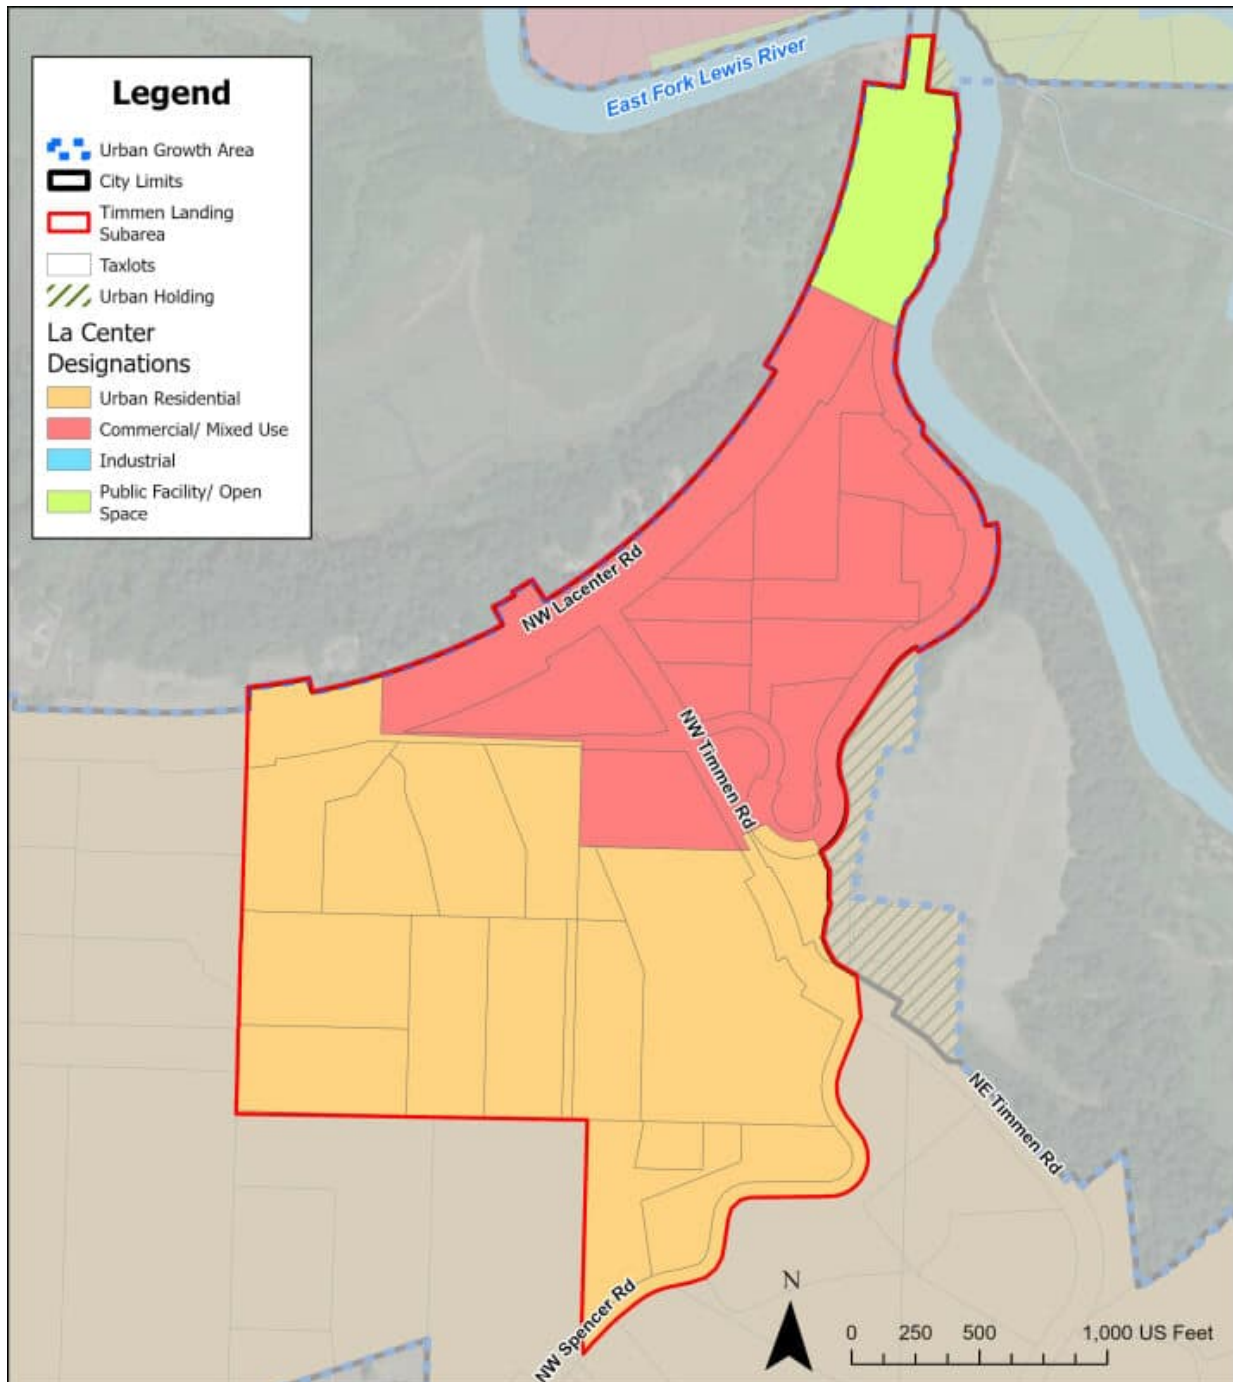 Legend
Urban Growth Area
City Limits
Timmen Landing
Subarea
Taxlots
Urban Holding
La Center
Designations
Urban Residential
Commercial/ Mixed Use
Industrial
Public Facility/ Open
Space
East Fork Lewis River
NW Lacenter Rd
NW Timmen Rd
NE Timmen Rd
NW Spencer Rd
N
0 250 500 1,000 US Feet